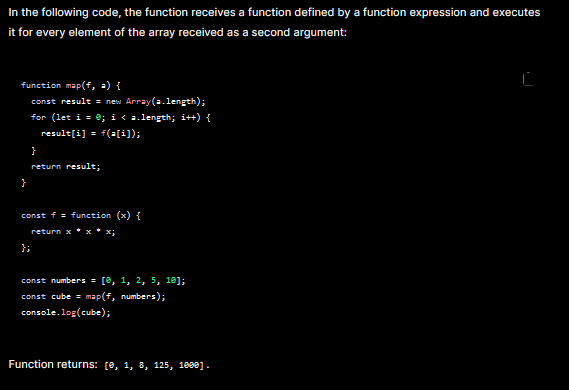 In the following code, the function receives a function defined by a function expression and executes
it for every element of the array received as a second argument:
function map(f, a) {
  const result = new Array(a.length);
  for (let i = 0; i < a.length; i++) {
    result[i] = f(a[i]);
  }
  return result;
}
const f = function (x) {
  return x * x * x;
};
const numbers = [0, 1, 2, 5, 10];
const cube = map(f, numbers);
console.log(cube);
Function returns: [0, 1, 8, 125, 1000].